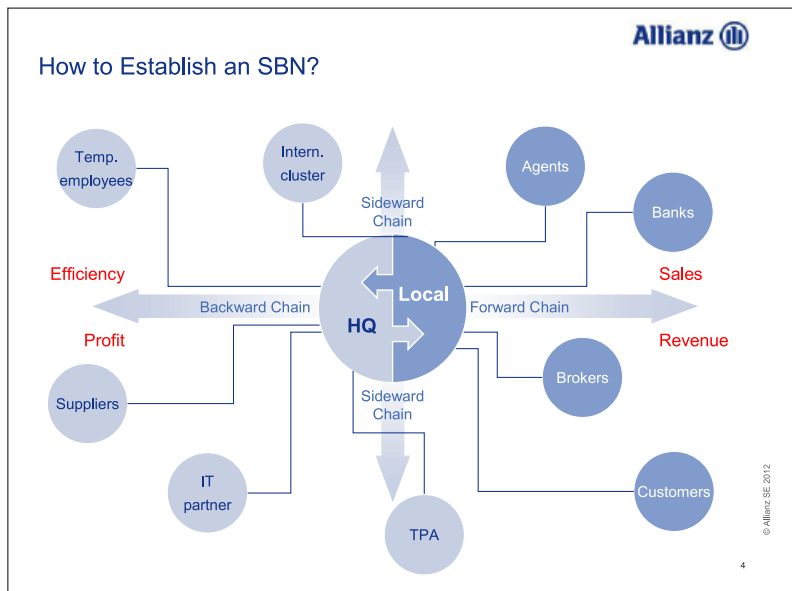 Allianz
How to Establish an SBN?
Temp.
employees
Intern.
cluster
Agents
Banks
Sideward
Chain
Efficiency
Sales
Local
Backward Chain
Forward Chain
HQ
Profit
Revenue
Brokers
Suppliers
Sideward
Chain
IT
partner
Customers
TPA
© Allianz SE 2012
4